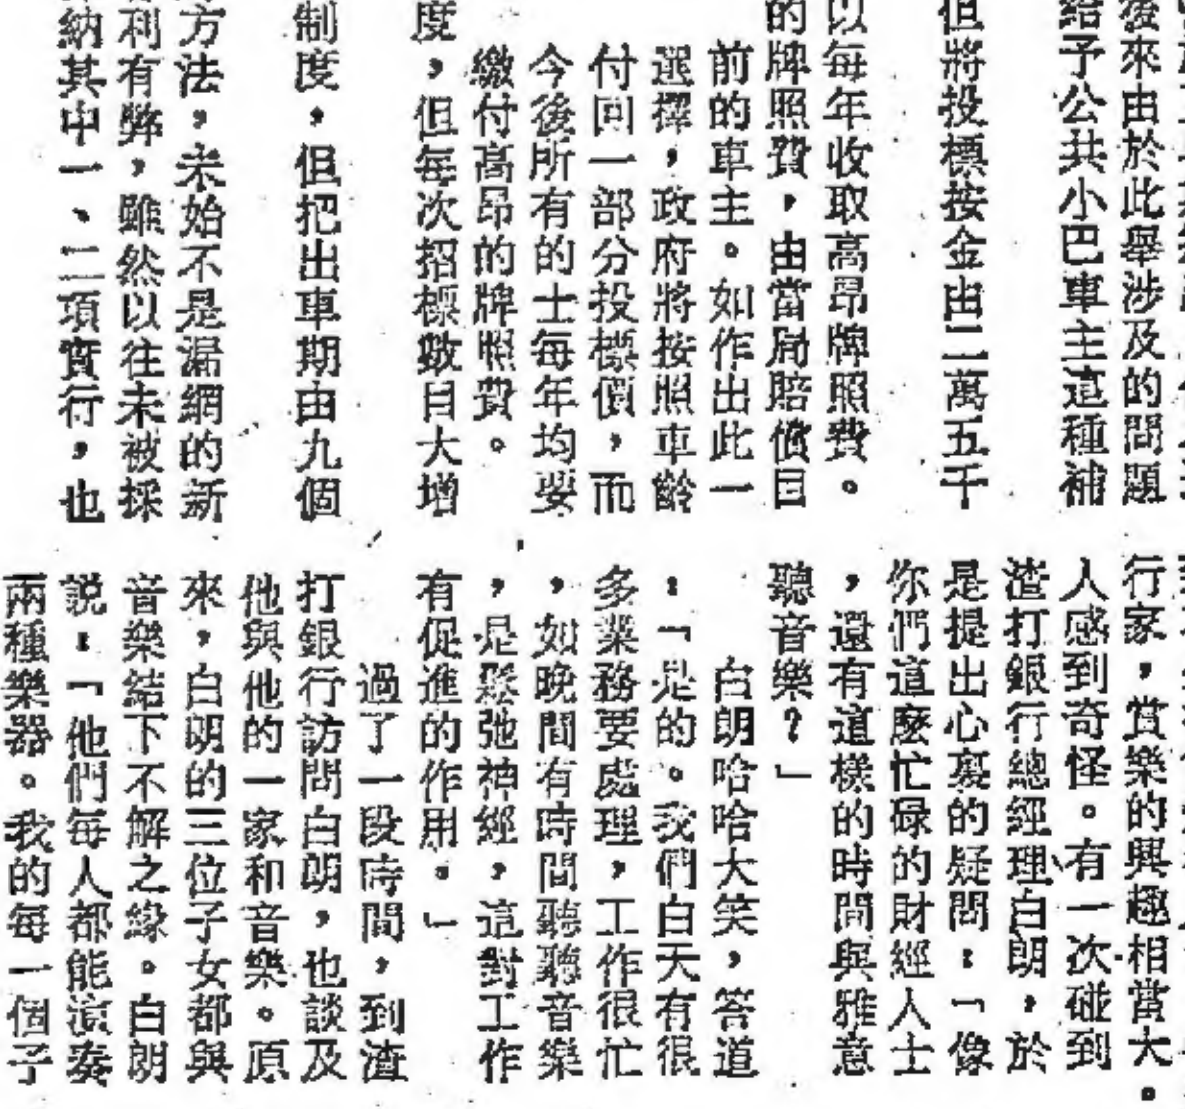 後來由於此舉涉及的問題
給予公共小巴車主這種補
但將投標按金由二萬五千
以每年收取高昂牌照費。
的牌照費，由當局賠償目
前的車主。如作出此一
選擇，政府將按照車齡
付回一部分投標價，而
今後所有的士每年均要
繳付高昂的牌照費。
度，但每次招標數目大增
制度，但把出車期由九個
方法，未始不是漏網的新
利有弊，雖然以往未被採
納其中一、二項實行，也
行家，賞樂的興趣相當大。
人感到奇怪。有一次碰到
渣打銀行總經理白朗，於
是提出心裏的疑問：「像
你們這麼忙碌的財經人士
，還有這樣的時間與雅意
聽音樂？」
白朗哈哈大笑，答道
：「是的。我們白天有很
多業務要處理，工作很忙
，如晚間有時間聽聽音樂
，是鬆弛神經，這對工作
有促進的作用。」
過了一段時間，到渣
打銀行訪問白朗，也談及
他與他的一家和音樂。原
來，白朗的三位子女都與
音樂結下不解之緣。白朗
説：「他們每人都能演奏
兩種樂器。我的每一個子